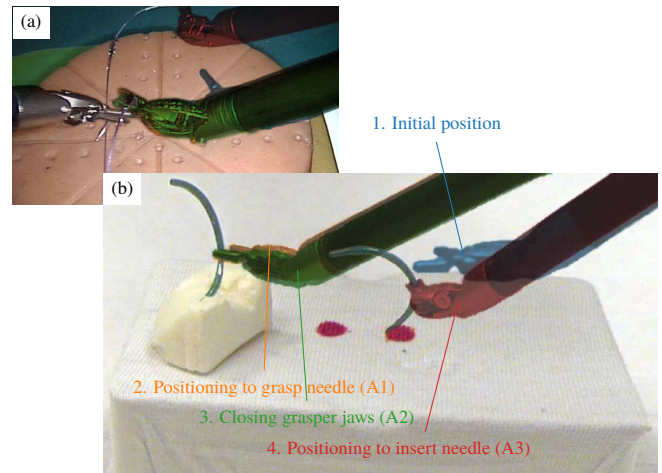 (a)
1. Initial position
(b)
2. Positioning to grasp needle (A1)
3. Closing grasper jaws (A2)
4. Positioning to insert needle (A3)